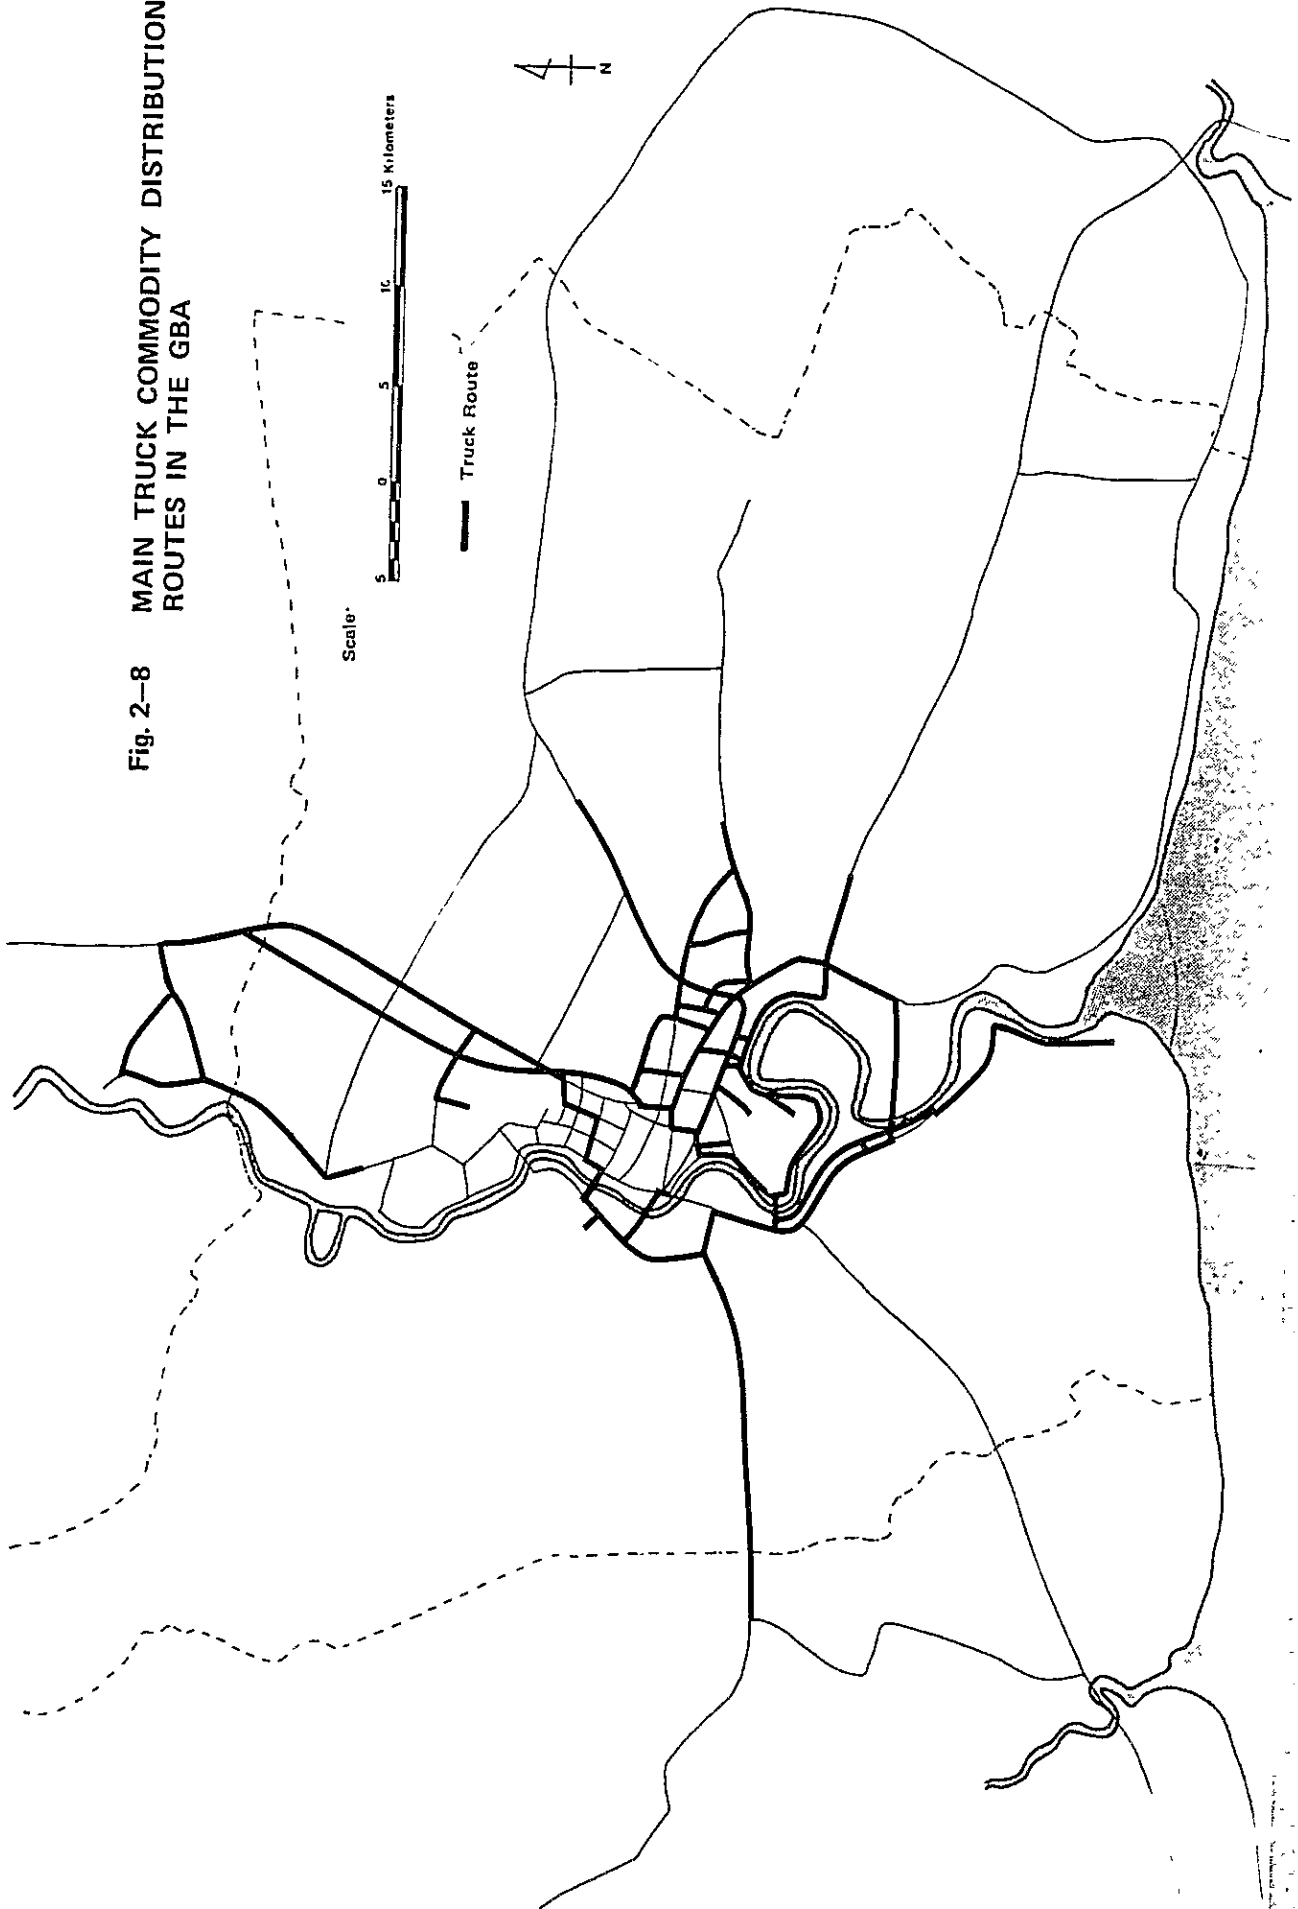 Fig. 2–8 MAIN TRUCK COMMODITY DISTRIBUTION
ROUTES IN THE GBA
Scale:
5 0 5 10 15 Kilometers
Truck Route
N